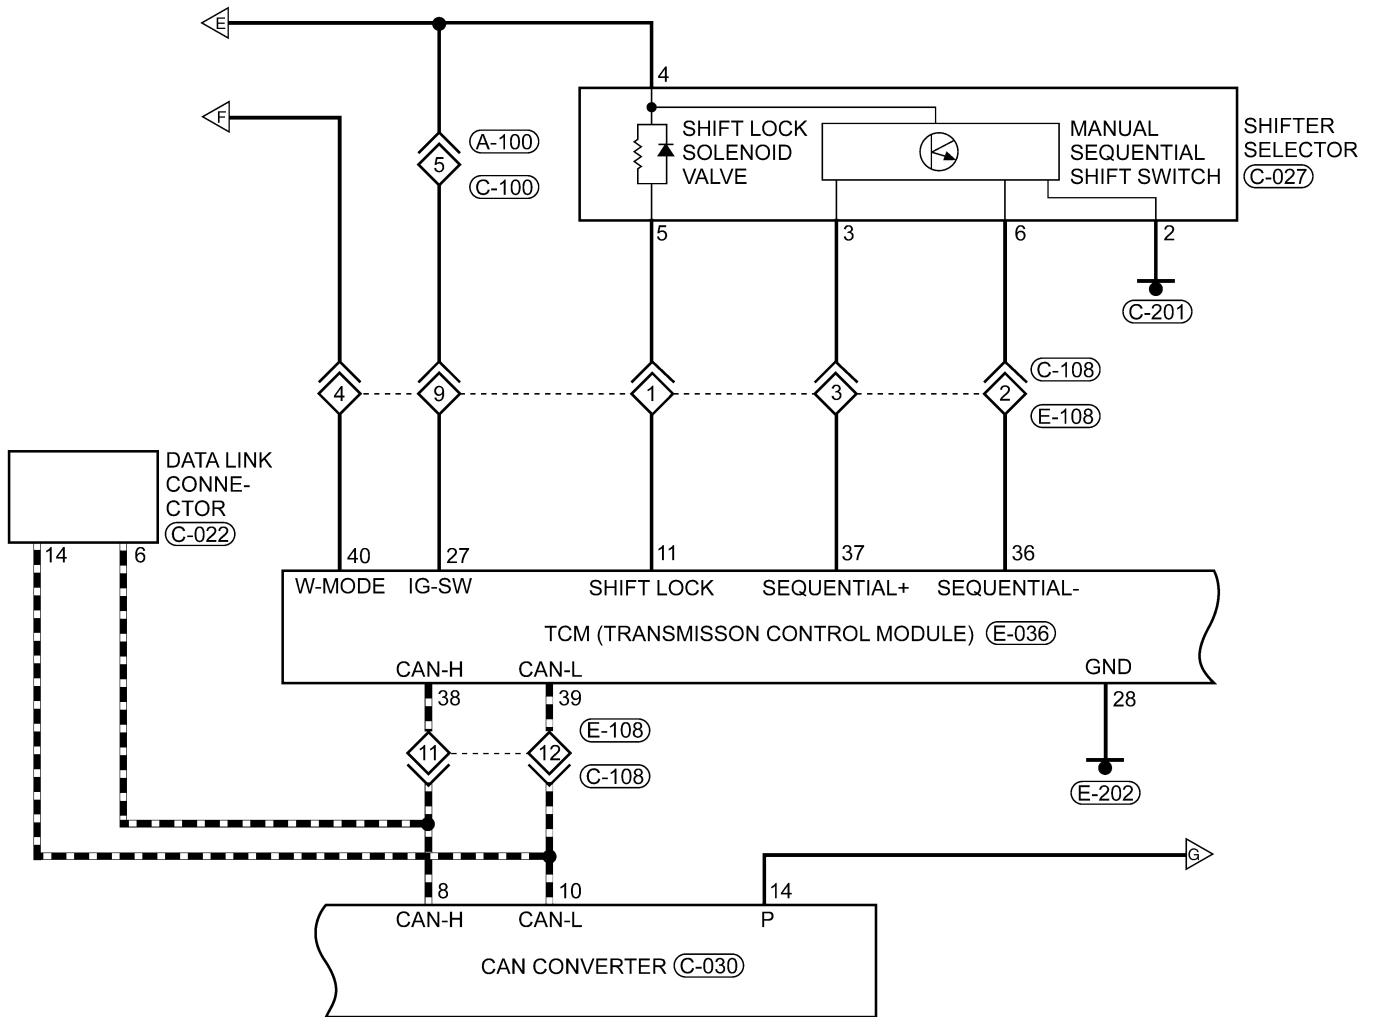 E
4
F
SHIFT LOCK
SOLENOID
VALVE
MANUAL
SEQUENTIAL
SHIFT SWITCH
SHIFTER
SELECTOR
C-027
A-100
5
C-100
5
3
6
2
C-201
4
9
1
3
2
C-108
E-108
DATA LINK
CONNE-
CTOR
C-022
14
6
40
27
11
37
36
W-MODE
IG-SW
SHIFT LOCK
SEQUENTIAL+
SEQUENTIAL-
TCM (TRANSMISSON CONTROL MODULE) E-036
CAN-H
CAN-L
GND
38
39
28
11
12
E-108
C-108
E-202
G
8
10
14
CAN-H
CAN-L
P
CAN CONVERTER C-030